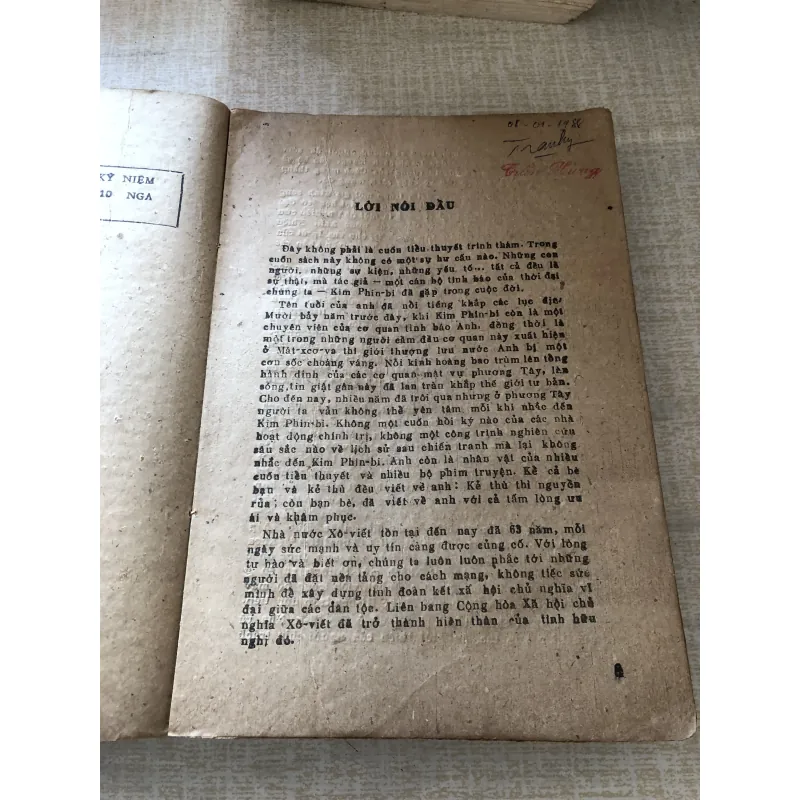 KỶ NIỆM
10 NGA
08-01-1986
Trần Hùng
LỜI NÓI ĐẦU
Đây không phải là cuốn tiểu thuyết trinh thám. Trong
cuốn sách này không có một sự hư cấu nào. Những con
người, những sự kiện, những yếu tố... tất cả đều là
sự thật, mà tác giả — một cán bộ tình báo của thời đại
chúng ta — Kim Phin-bi đã gặp trong cuộc đời.
Tên tuổi của anh đã nổi tiếng khắp các lục địa.
Mười bảy năm trước đây, khi Kim Phin-bi còn là một
chuyên viên của cơ quan tình báo Anh, đồng thời là
một trong những người cầm đầu cơ quan này xuất hiện
ở Mát-xcơ-va thì giới thượng lưu nước Anh bị một
cơn sốc choáng váng. Nỗi kinh hoàng bao trùm lên tổng
hành dinh của các cơ quan mật vụ phương Tây, lên
sống, tin giật gân này đã lan tràn khắp thế giới tư bản.
Cho đến nay, nhiều năm đã trôi qua nhưng ở phương Tây
người ta vẫn không thể yên tâm mỗi khi nhắc đến
Kim Phin-bi. Không một cuốn hồi ký nào của các nhà
hoạt động chính trị, không một công trình nghiên cứu
sâu sắc nào về lịch sử sau chiến tranh mà lại không
nhắc đến Kim Phin-bi. Anh còn là nhân vật của nhiều
cuốn tiểu thuyết và nhiều bộ phim truyện. Kể cả bè
bạn và kẻ thù đều viết về anh: Kẻ thù thì nguyền
rủa; còn bạn bè, đã viết về anh với cả tấm lòng ưu
ái và khâm phục.
Nhà nước Xô-viết tồn tại đến nay đã 63 năm, mỗi
ngày sức mạnh và uy tín càng được củng cố. Với lòng
tự hào và biết ơn, chúng ta luôn luôn nhắc tới những
người đã đặt nền tảng cho cách mạng, không tiếc sức
mình để xây dựng tình đoàn kết xã hội chủ nghĩa vĩ
đại giữa các dân tộc. Liên bang Cộng hòa Xã hội chủ
nghĩa Xô-viết đã trở thành hiện thân của tình hữu
nghị đó.